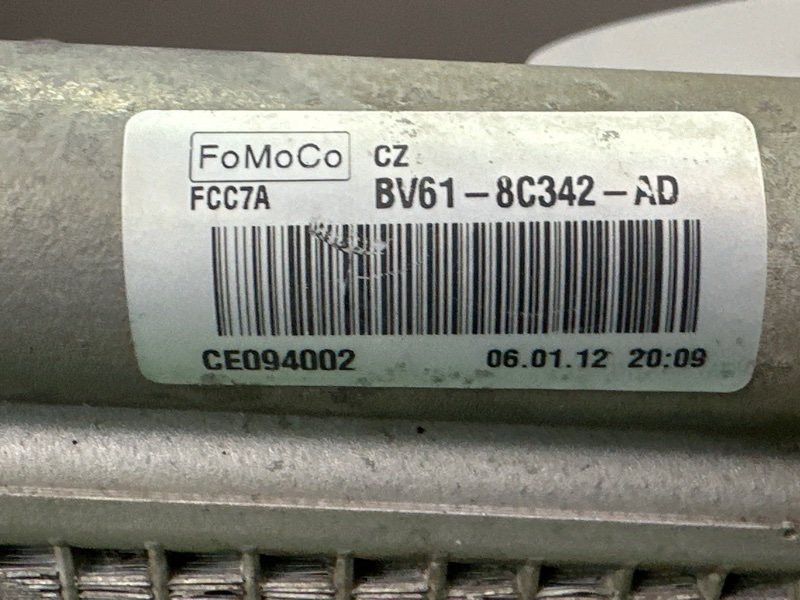 FoMoCo CZ
FCC7A BV61-8C342-AD
CE094002 06.01.12 20:09